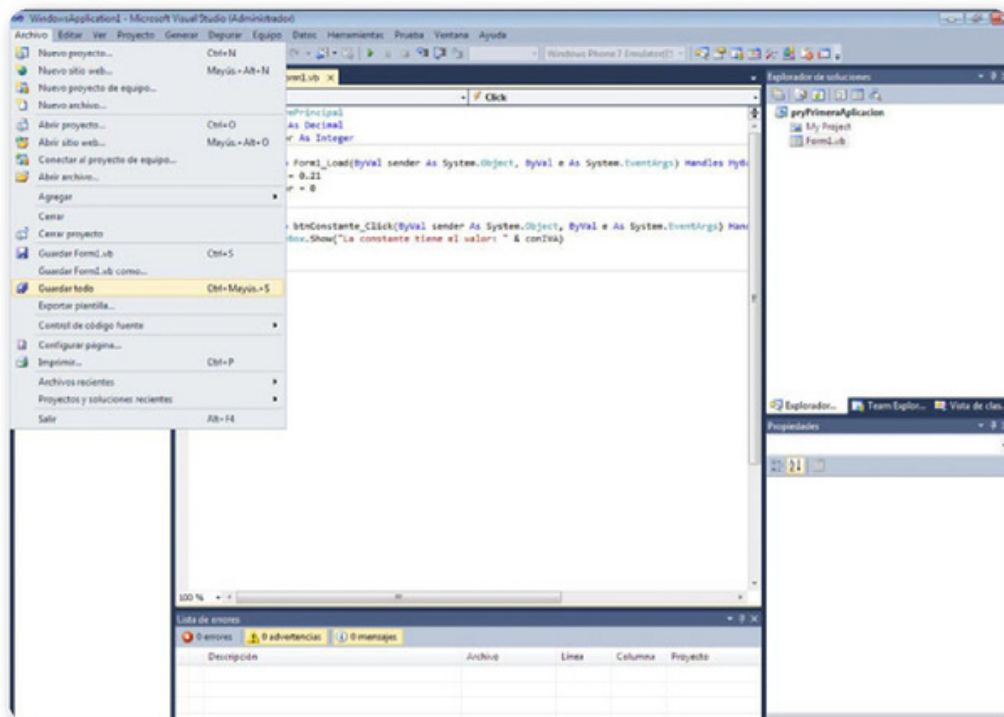 WindowsApplication1 - Microsoft Visual Studio (Administrador)
Archivo Editar Ver Proyecto Generar Depurar Equipo Datos Herramientas Prueba Ventana Ayuda
Windows Phone 7 Emulator
Nuevo proyecto... Ctrl+N
Nuevo sitio web... Mayús.+Alt+N
Nuevo proyecto de equipo...
Nuevo archivo...
Abrir proyecto... Ctrl+O
Abrir sitio web... Mayús.+Alt+O
Conectar al proyecto de equipo...
Abrir archivo...
Agregar
Cerrar
Cerrar proyecto
Guardar Form1.vb Ctrl+S
Guardar Form1.vb como...
Guardar todo Ctrl+Mayús.+S
Exportar plantilla...
Control de código fuente
Configurar página...
Imprimir... Ctrl+P
Archivos recientes
Proyectos y soluciones recientes
Salir Alt+F4
orm1.vb X
Click
mPrincipal
As Decimal
r As Integer
Form1_Load(ByVal sender As System.Object, ByVal e As System.EventArgs) Handles MyBa
= 0.21
r = 0
btnConstante_Click(ByVal sender As System.Object, ByVal e As System.EventArgs) Han
Box.Show("La constante tiene el valor: " & conIVA)
100 %
Lista de errores
0 errores 0 advertencias 0 mensajes
Descripción Archivo Línea Columna Proyecto
Explorador de soluciones
pryPrimeraAplicacion
My Project
Form1.vb
Explorador... Team Explor... Vista de clas...
Propiedades